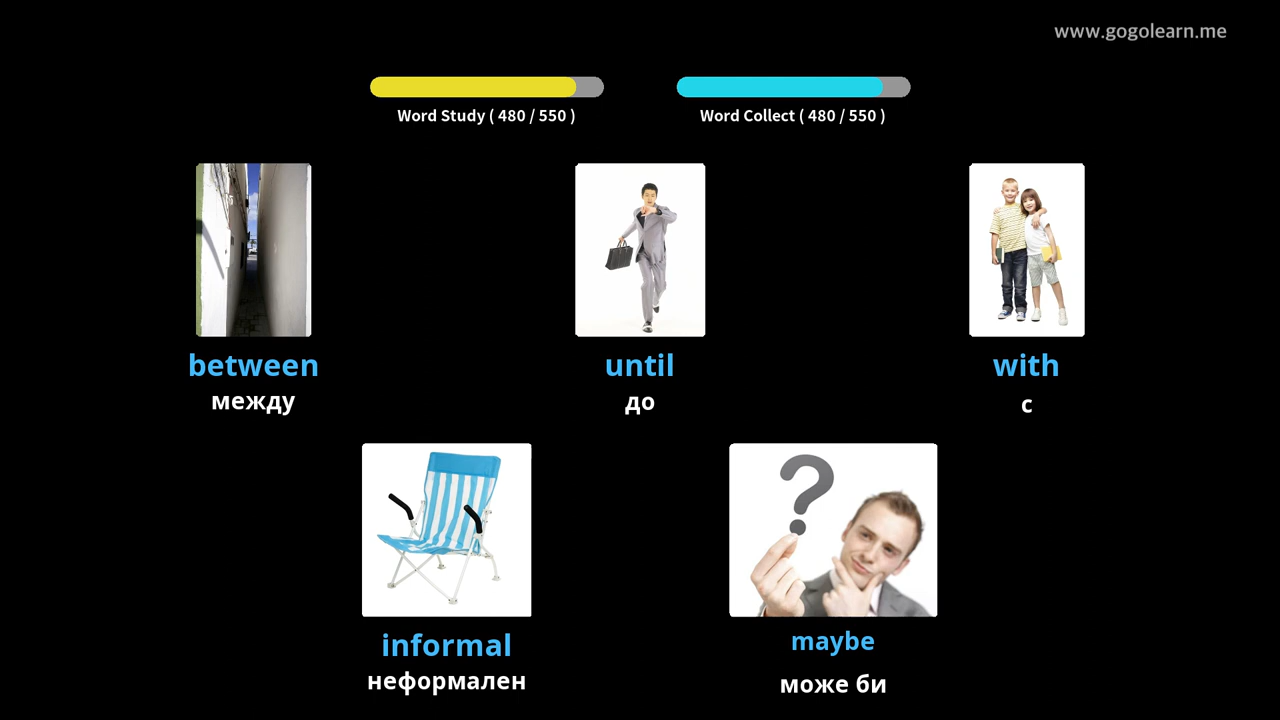 www.gogolearn.me
Word Study ( 480 / 550 )
Word Collect ( 480 / 550 )
between
между
until
до
with
с
informal
неформален
maybe
може би